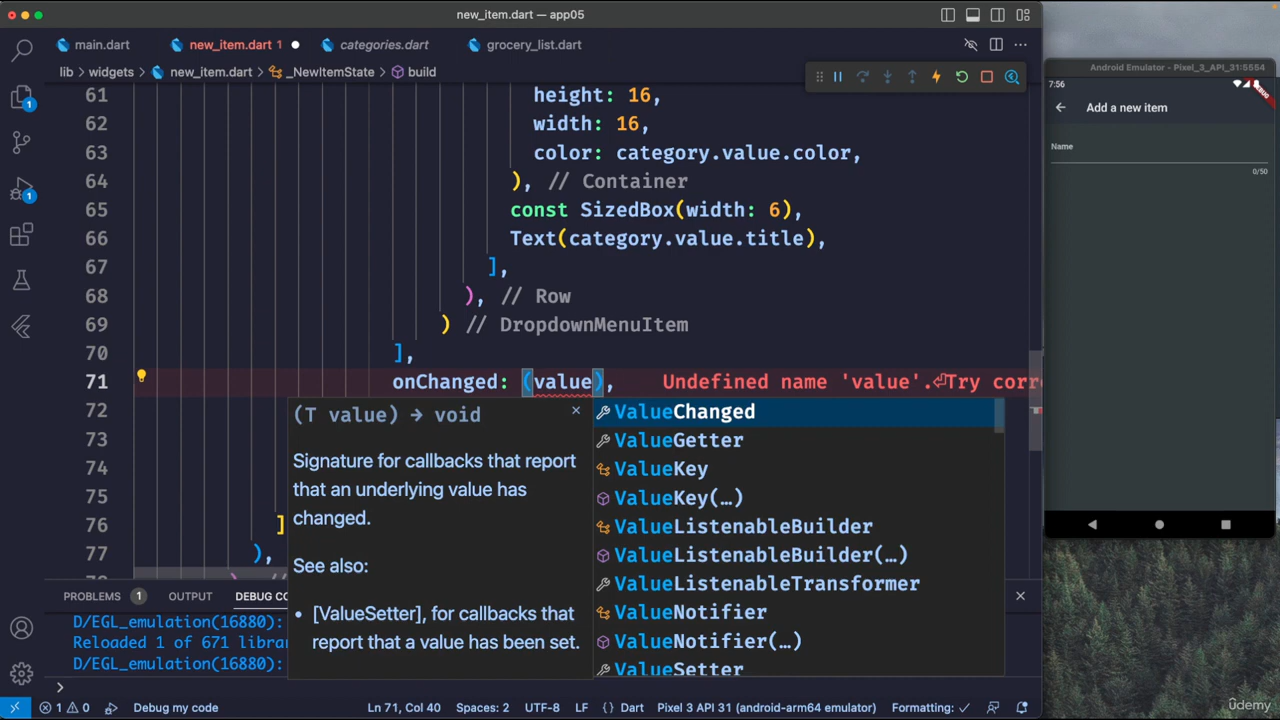 new_item.dart — app05
main.dart
new_item.dart 1
categories.dart
grocery_list.dart
lib > widgets > new_item.dart > _NewItemState > build
61 height: 16,
62 width: 16,
63 color: category.value.color,
64 ), // Container
65 const SizedBox(width: 6),
66 Text(category.value.title),
67 ],
68 ), // Row
69 ) // DropdownMenuItem
70 ],
71 onChanged: (value), Undefined name 'value'.⏎Try corre
72
73
74
75
76 ]
77 ),
(T value) → void
Signature for callbacks that report
that an underlying value has
changed.
See also:
• [ValueSetter], for callbacks that
report that a value has been set.
ValueChanged
ValueGetter
ValueKey
ValueKey(…)
ValueListenableBuilder
ValueListenableBuilder(…)
ValueListenableTransformer
ValueNotifier
ValueNotifier(…)
ValueSetter
PROBLEMS 1 OUTPUT DEBUG CO
D/EGL_emulation(16880):
Reloaded 1 of 671 librar
D/EGL_emulation(16880):
1 0 Debug my code Ln 71, Col 40 Spaces: 2 UTF-8 LF {} Dart Pixel 3 API 31 (android-arm64 emulator) Formatting: ✓
Android Emulator - Pixel_3_API_31:5554
7:56
DEBUG
Add a new item
Name
0/50
1
1
ûdemy